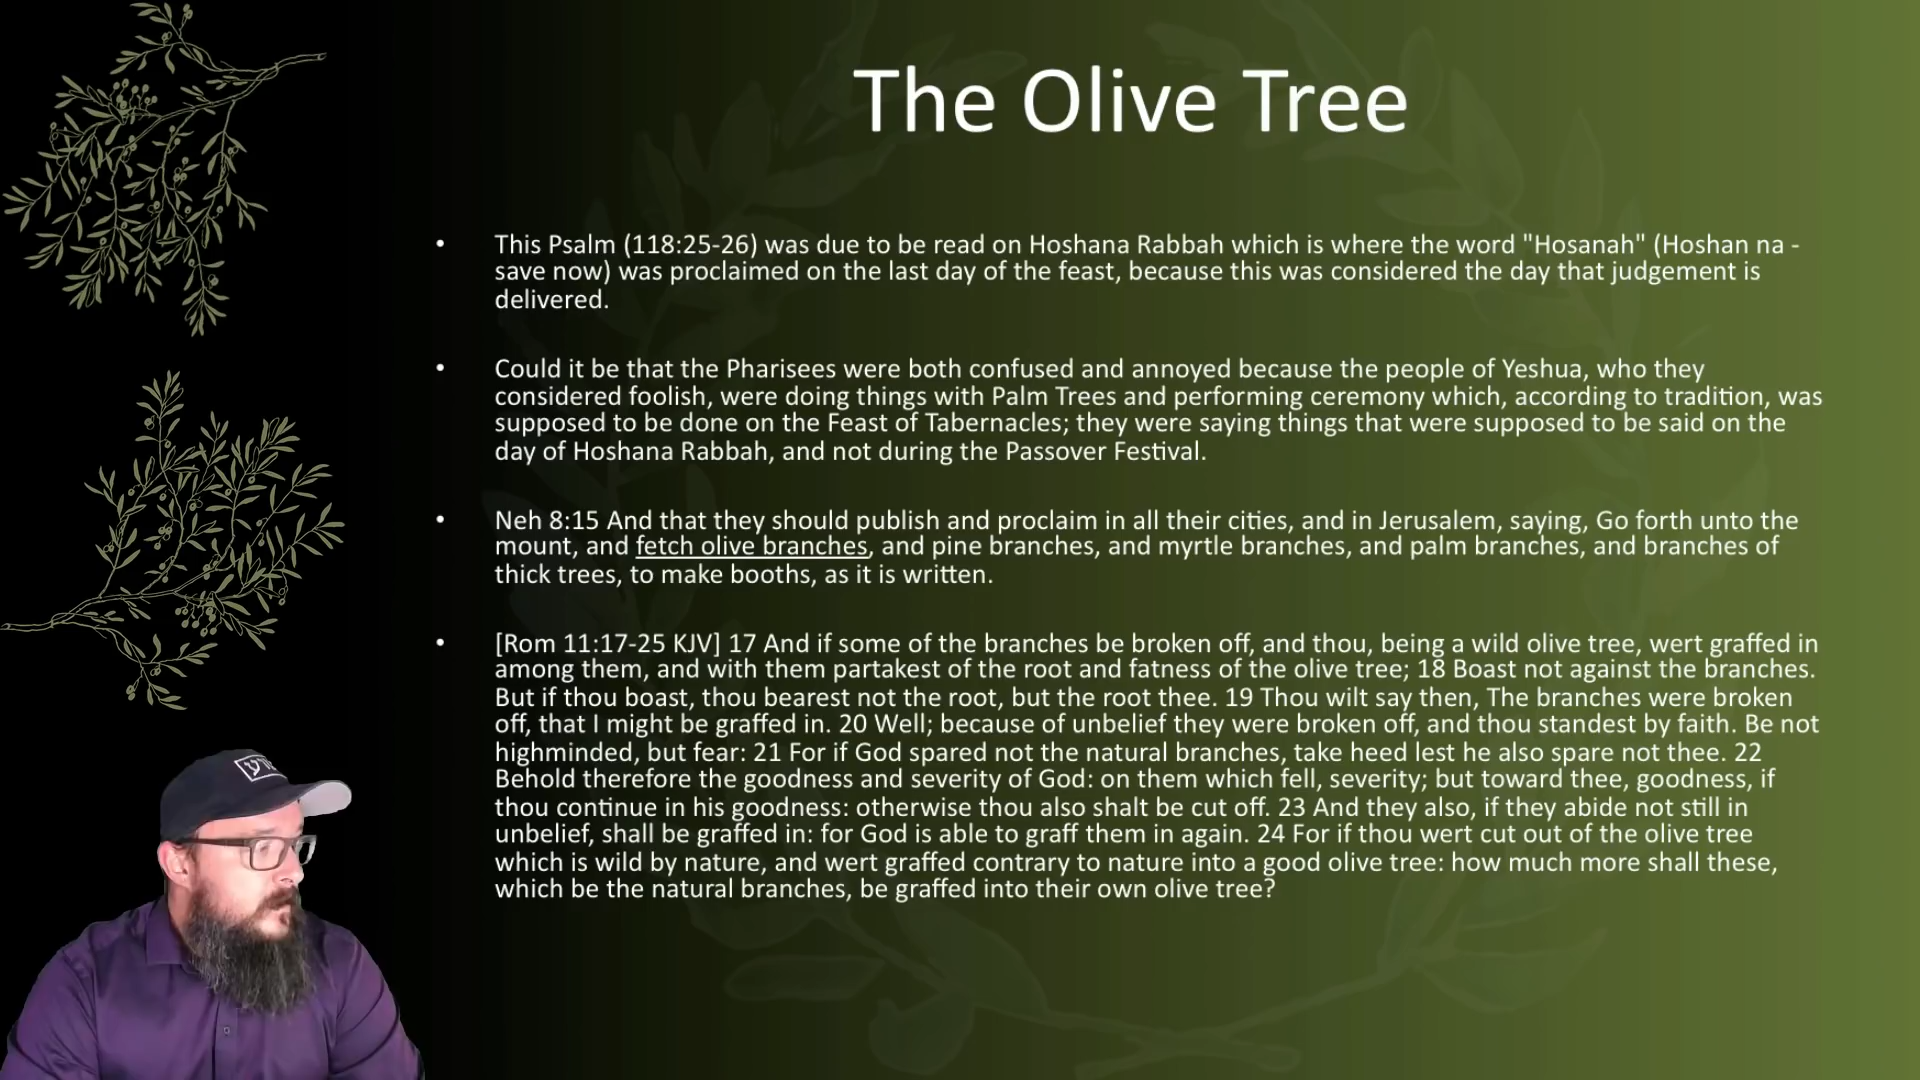 The Olive Tree
• This Psalm (118:25-26) was due to be read on Hoshana Rabbah which is where the word "Hosanah" (Hoshan na -
save now) was proclaimed on the last day of the feast, because this was considered the day that judgement is
delivered.
• Could it be that the Pharisees were both confused and annoyed because the people of Yeshua, who they
considered foolish, were doing things with Palm Trees and performing ceremony which, according to tradition, was
supposed to be done on the Feast of Tabernacles; they were saying things that were supposed to be said on the
day of Hoshana Rabbah, and not during the Passover Festival.
• Neh 8:15 And that they should publish and proclaim in all their cities, and in Jerusalem, saying, Go forth unto the
mount, and fetch olive branches, and pine branches, and myrtle branches, and palm branches, and branches of
thick trees, to make booths, as it is written.
• [Rom 11:17-25 KJV] 17 And if some of the branches be broken off, and thou, being a wild olive tree, wert graffed in
among them, and with them partakest of the root and fatness of the olive tree; 18 Boast not against the branches.
But if thou boast, thou bearest not the root, but the root thee. 19 Thou wilt say then, The branches were broken
off, that I might be graffed in. 20 Well; because of unbelief they were broken off, and thou standest by faith. Be not
highminded, but fear: 21 For if God spared not the natural branches, take heed lest he also spare not thee. 22
Behold therefore the goodness and severity of God: on them which fell, severity; but toward thee, goodness, if
thou continue in his goodness: otherwise thou also shalt be cut off. 23 And they also, if they abide not still in
unbelief, shall be graffed in: for God is able to graff them in again. 24 For if thou wert cut out of the olive tree
which is wild by nature, and wert graffed contrary to nature into a good olive tree: how much more shall these,
which be the natural branches, be graffed into their own olive tree?